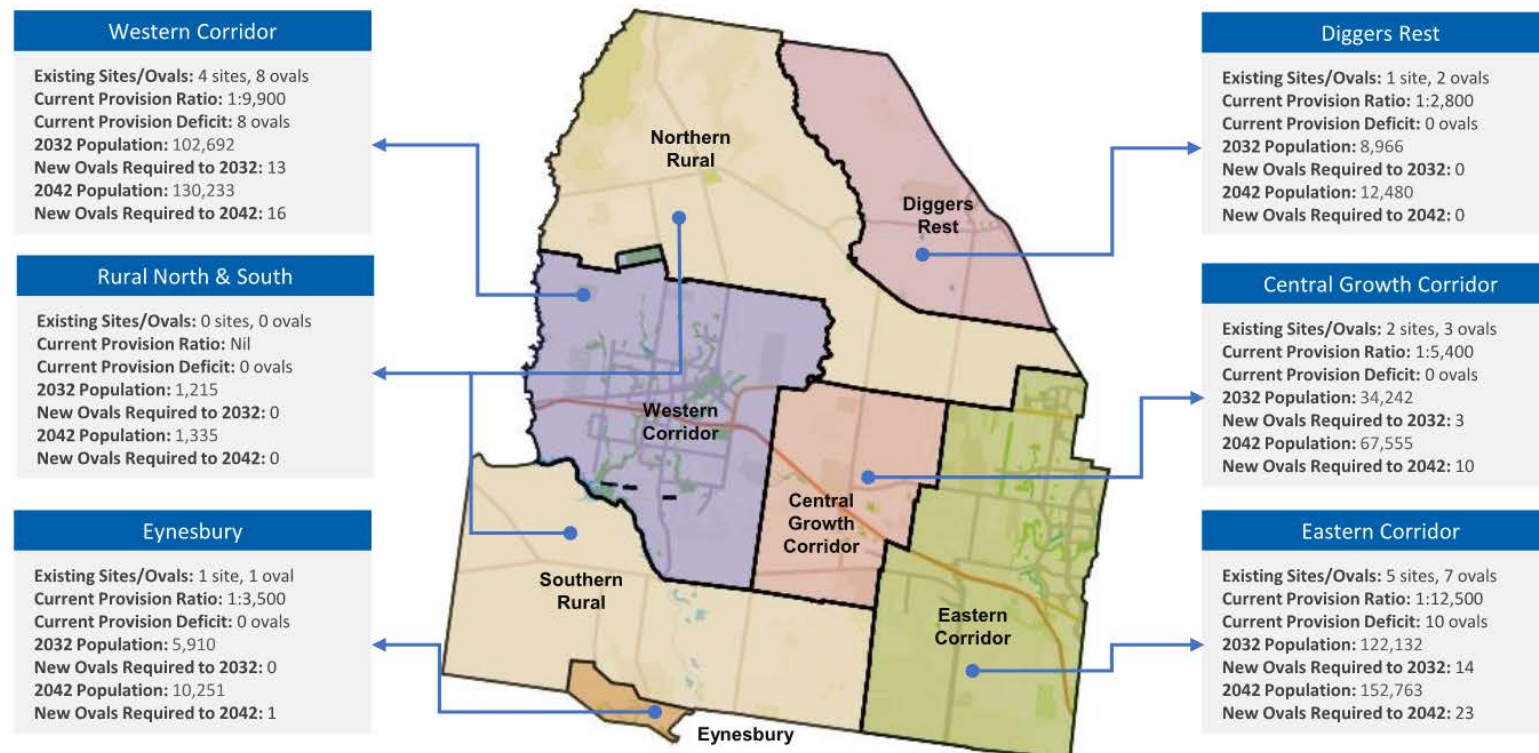 Western Corridor
Existing Sites/Ovals: 4 sites, 8 ovals
Current Provision Ratio: 1:9,900
Current Provision Deficit: 8 ovals
2032 Population: 102,692
New Ovals Required to 2032: 13
2042 Population: 130,233
New Ovals Required to 2042: 16
Rural North & South
Existing Sites/Ovals: 0 sites, 0 ovals
Current Provision Ratio: Nil
Current Provision Deficit: 0 ovals
2032 Population: 1,215
New Ovals Required to 2032: 0
2042 Population: 1,335
New Ovals Required to 2042: 0
Eynesbury
Existing Sites/Ovals: 1 site, 1 oval
Current Provision Ratio: 1:3,500
Current Provision Deficit: 0 ovals
2032 Population: 5,910
New Ovals Required to 2032: 0
2042 Population: 10,251
New Ovals Required to 2042: 1
Northern
Rural
Diggers
Rest
Western
Corridor
Central
Growth
Corridor
Southern
Rural
Eastern
Corridor
Eynesbury
Diggers Rest
Existing Sites/Ovals: 1 site, 2 ovals
Current Provision Ratio: 1:2,800
Current Provision Deficit: 0 ovals
2032 Population: 8,966
New Ovals Required to 2032: 0
2042 Population: 12,480
New Ovals Required to 2042: 0
Central Growth Corridor
Existing Sites/Ovals: 2 sites, 3 ovals
Current Provision Ratio: 1:5,400
Current Provision Deficit: 0 ovals
2032 Population: 34,242
New Ovals Required to 2032: 3
2042 Population: 67,555
New Ovals Required to 2042: 10
Eastern Corridor
Existing Sites/Ovals: 5 sites, 7 ovals
Current Provision Ratio: 1:12,500
Current Provision Deficit: 10 ovals
2032 Population: 122,132
New Ovals Required to 2032: 14
2042 Population: 152,763
New Ovals Required to 2042: 23